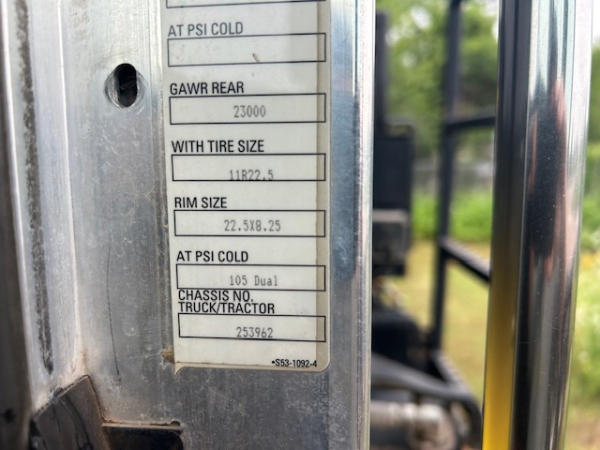 AT PSI COLD
GAWR REAR
23000
WITH TIRE SIZE
11R22.5
RIM SIZE
22.5X8.25
AT PSI COLD
105 Dual
CHASSIS NO.
TRUCK/TRACTOR
253962
*S53-1092-4